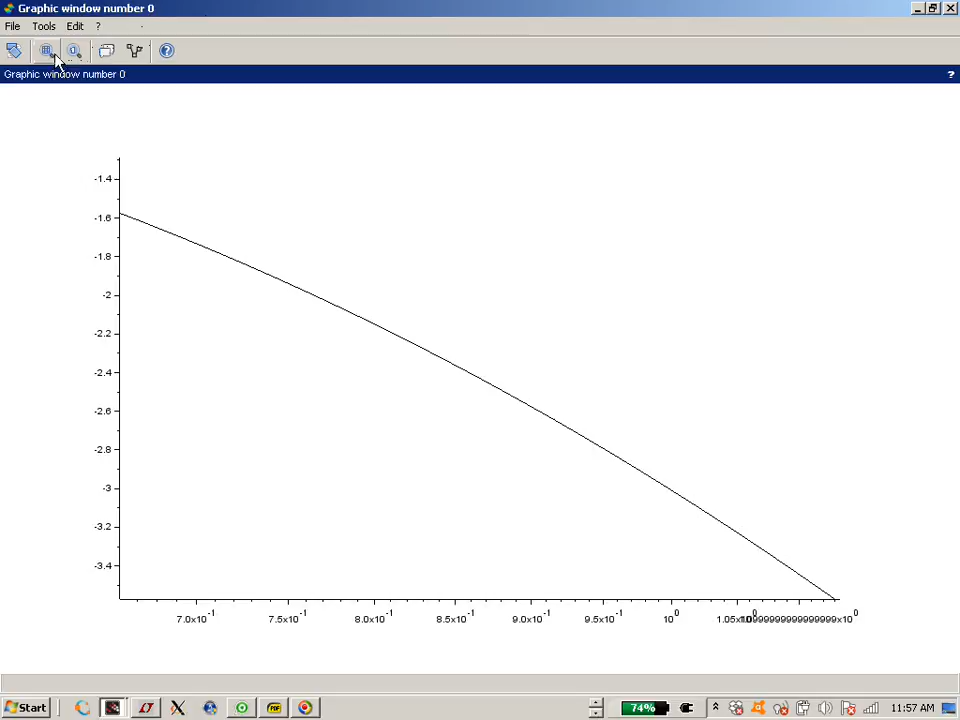 Graphic window number 0
File Tools Edit ?
Graphic window number 0 ?
-1.4
-1.6
-1.8
-2
-2.2
-2.4
-2.6
-2.8
-3
-3.2
-3.4
7.0x10^-1 7.5x10^-1 8.0x10^-1 8.5x10^-1 9.0x10^-1 9.5x10^-1 10^0
Start 74% 11:57 AM